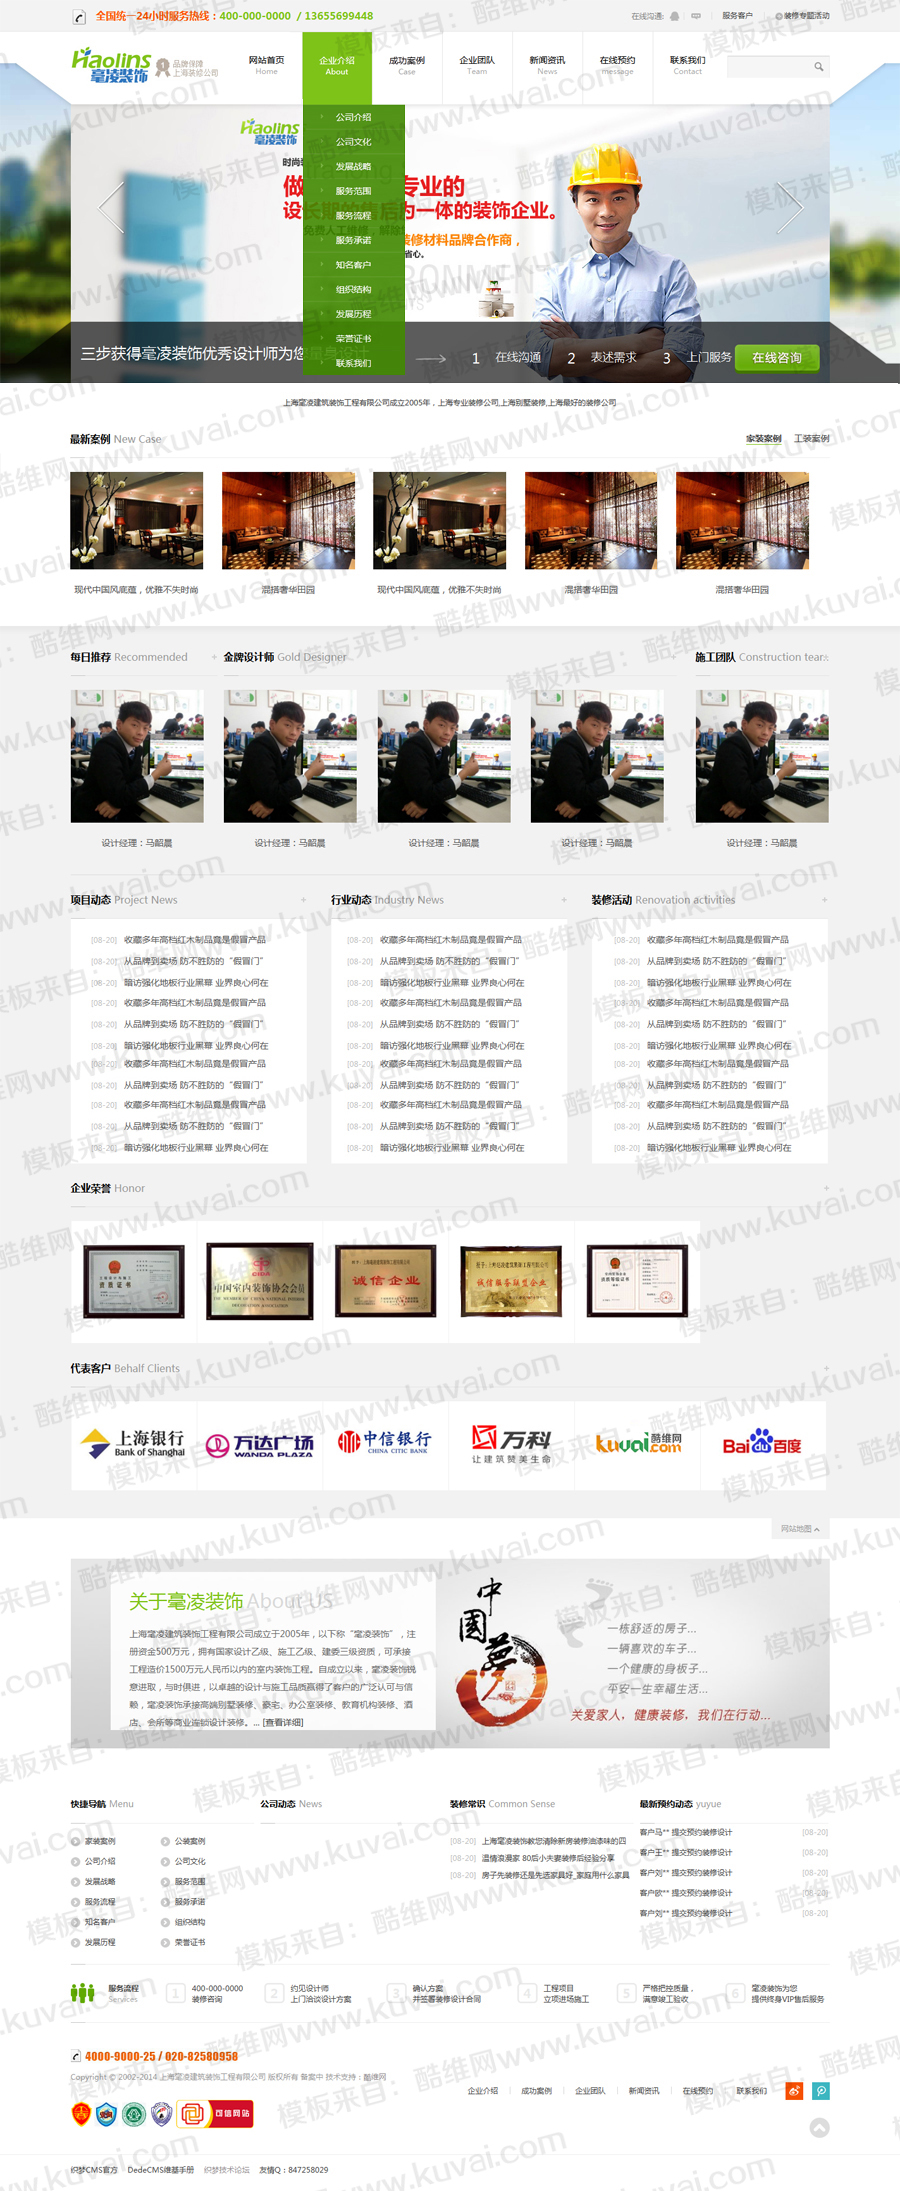 全国统一24小时服务热线：400-000-0000 / 13655699448
在线沟通:
服务客户
装修专题活动
Haolins
毫凌装饰
品牌保障
上海装修公司
网站首页
Home
企业介绍
About
成功案例
Case
企业团队
Team
新闻资讯
News
在线预约
message
联系我们
Contact
公司介绍
公司文化
发展战略
服务范围
服务流程
服务承诺
知名客户
组织结构
发展历程
荣誉证书
联系我们
Haolins
毫凌装饰
专业的
为一体的装饰企业。
装修材料品牌合作商，
省心。
三步获得毫凌装饰优秀设计师为您量身设计
1 在线沟通
2 表述需求
3 上门服务
在线咨询
上海毫凌建筑装饰工程有限公司成立2005年，上海专业装修公司,上海别墅装修,上海最好的装修公司
最新案例 New Case
家装案例 工装案例
现代中国风底蕴，优雅不失时尚
混搭奢华田园
现代中国风底蕴，优雅不失时尚
混搭奢华田园
混搭奢华田园
每日推荐 Recommended +
金牌设计师 Gold Designer
施工团队 Construction team
设计经理：马韶晨
设计经理：马韶晨
设计经理：马韶晨
设计经理：马韶晨
设计经理：马韶晨
项目动态 Project News +
[08-20] 收藏多年高档红木制品竟是假冒产品
[08-20] 从品牌到卖场 防不胜防的“假冒门”
[08-20] 暗访强化地板行业黑幕 业界良心何在
[08-20] 收藏多年高档红木制品竟是假冒产品
[08-20] 从品牌到卖场 防不胜防的“假冒门”
[08-20] 暗访强化地板行业黑幕 业界良心何在
[08-20] 收藏多年高档红木制品竟是假冒产品
[08-20] 从品牌到卖场 防不胜防的“假冒门”
[08-20] 收藏多年高档红木制品竟是假冒产品
[08-20] 从品牌到卖场 防不胜防的“假冒门”
[08-20] 暗访强化地板行业黑幕 业界良心何在
行业动态 Industry News +
[08-20] 收藏多年高档红木制品竟是假冒产品
[08-20] 从品牌到卖场 防不胜防的“假冒门”
[08-20] 暗访强化地板行业黑幕 业界良心何在
[08-20] 收藏多年高档红木制品竟是假冒产品
[08-20] 从品牌到卖场 防不胜防的“假冒门”
[08-20] 暗访强化地板行业黑幕 业界良心何在
[08-20] 收藏多年高档红木制品竟是假冒产品
[08-20] 从品牌到卖场 防不胜防的“假冒门”
[08-20] 收藏多年高档红木制品竟是假冒产品
[08-20] 从品牌到卖场 防不胜防的“假冒门”
[08-20] 暗访强化地板行业黑幕 业界良心何在
装修活动 Renovation activities +
[08-20] 收藏多年高档红木制品竟是假冒产品
[08-20] 从品牌到卖场 防不胜防的“假冒门”
[08-20] 暗访强化地板行业黑幕 业界良心何在
[08-20] 收藏多年高档红木制品竟是假冒产品
[08-20] 从品牌到卖场 防不胜防的“假冒门”
[08-20] 暗访强化地板行业黑幕 业界良心何在
[08-20] 收藏多年高档红木制品竟是假冒产品
[08-20] 从品牌到卖场 防不胜防的“假冒门”
[08-20] 收藏多年高档红木制品竟是假冒产品
[08-20] 从品牌到卖场 防不胜防的“假冒门”
[08-20] 暗访强化地板行业黑幕 业界良心何在
企业荣誉 Honor +
资质证书
CIDA
中国室内装饰协会会员
诚信企业
诚信服务联盟企业
代表客户 Behalf Clients +
上海银行
Bank of Shanghai
万达广场
WANDA PLAZA
中信银行
CHINA CITIC BANK
万科
让建筑赞美生命
kuvai.com 酷维网
Baidu百度
网站地图
关于毫凌装饰 About US
上海毫凌建筑装饰工程有限公司成立于2005年，以下称“毫凌装饰”，注
册资金500万元，拥有国家设计乙级、施工乙级、建委三级资质，可承接
工程造价1500万元人民币以内的室内装饰工程。自成立以来，毫凌装饰锐
意进取，与时俱进，以卓越的设计与施工品质赢得了客户的广泛认可与信
赖，毫凌装饰承接高端别墅装修、豪宅、办公室装修、教育机构装修、酒
店、会所等商业连锁设计装修。... [查看详细]
中國夢
一栋舒适的房子...
一辆喜欢的车子...
一个健康的身板子...
平安一生幸福生活...
关爱家人，健康装修，我们在行动...
快捷导航 Menu
家装案例 公装案例
公司介绍 公司文化
发展战略 服务范围
服务流程 服务承诺
知名客户 组织结构
发展历程 荣誉证书
公司动态 News
装修常识 Common Sense
[08-20] 上海毫凌装饰教您清除新房装修油漆味的四
[08-20] 温情浪漫家 80后小夫妻装修后经验分享
[08-20] 房子先装修还是先选家具好_家庭用什么家具
最新预约动态 yuyue
客户马** 提交预约装修设计 [08-20]
客户王** 提交预约装修设计 [08-20]
客户刘** 提交预约装修设计 [08-20]
客户欧** 提交预约装修设计 [08-20]
客户刘** 提交预约装修设计 [08-20]
服务流程
Services
1 400-000-0000
装修咨询
2 约见设计师
上门洽谈设计方案
3 确认方案
并签署装修设计合同
4 工程项目
立项进场施工
5 严格把控质量，
满意竣工验收
6 毫凌装饰为您
提供终身VIP售后服务
4000-9000-25 / 020-82580958
Copyright © 2002-2014 上海毫凌建筑装饰工程有限公司 版权所有 备案中 技术支持：酷维网
企业介绍 成功案例 企业团队 新闻资讯 在线预约 联系我们
可信网站
织梦CMS官方 DedeCMS维基手册 织梦技术论坛 友情Q：847258029
模板来自：酷维网www.kuvai.com